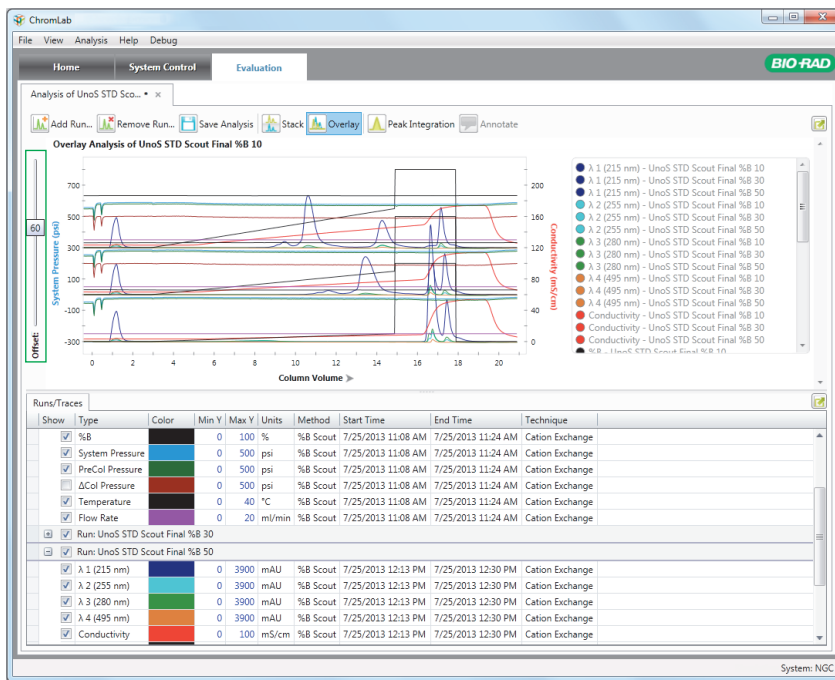 ChromLab
File View Analysis Help Debug
Home System Control Evaluation BIO-RAD
Analysis of UnoS STD Sco... • ×
Add Run... Remove Run... Save Analysis Stack Overlay Peak Integration Annotate
Overlay Analysis of UnoS STD Scout Final %B 10
60
Offset:
System Pressure (psi)
700
500
300
100
-100
-300
0 2 4 6 8 10 12 14 16 18 20
Column Volume
200
160
120
80
40
0
Conductivity (mS/cm)
λ 1 (215 nm) - UnoS STD Scout Final %B 10
λ 1 (215 nm) - UnoS STD Scout Final %B 30
λ 1 (215 nm) - UnoS STD Scout Final %B 50
λ 2 (255 nm) - UnoS STD Scout Final %B 10
λ 2 (255 nm) - UnoS STD Scout Final %B 30
λ 2 (255 nm) - UnoS STD Scout Final %B 50
λ 3 (280 nm) - UnoS STD Scout Final %B 10
λ 3 (280 nm) - UnoS STD Scout Final %B 30
λ 3 (280 nm) - UnoS STD Scout Final %B 50
λ 4 (495 nm) - UnoS STD Scout Final %B 10
λ 4 (495 nm) - UnoS STD Scout Final %B 30
λ 4 (495 nm) - UnoS STD Scout Final %B 50
Conductivity - UnoS STD Scout Final %B 10
Conductivity - UnoS STD Scout Final %B 30
Conductivity - UnoS STD Scout Final %B 50
%B - UnoS STD Scout Final %B 10
Runs/Traces
Show Type Color Min Y Max Y Units Method Start Time End Time Technique
%B 0 100 % %B Scout 7/25/2013 11:08 AM 7/25/2013 11:24 AM Cation Exchange
System Pressure 0 500 psi %B Scout 7/25/2013 11:08 AM 7/25/2013 11:24 AM Cation Exchange
PreCol Pressure 0 500 psi %B Scout 7/25/2013 11:08 AM 7/25/2013 11:24 AM Cation Exchange
ΔCol Pressure 0 500 psi %B Scout 7/25/2013 11:08 AM 7/25/2013 11:24 AM Cation Exchange
Temperature 0 40 °C %B Scout 7/25/2013 11:08 AM 7/25/2013 11:24 AM Cation Exchange
Flow Rate 0 20 ml/min %B Scout 7/25/2013 11:08 AM 7/25/2013 11:24 AM Cation Exchange
Run: UnoS STD Scout Final %B 30
Run: UnoS STD Scout Final %B 50
λ 1 (215 nm) 0 3900 mAU %B Scout 7/25/2013 12:13 PM 7/25/2013 12:30 PM Cation Exchange
λ 2 (255 nm) 0 3900 mAU %B Scout 7/25/2013 12:13 PM 7/25/2013 12:30 PM Cation Exchange
λ 3 (280 nm) 0 3900 mAU %B Scout 7/25/2013 12:13 PM 7/25/2013 12:30 PM Cation Exchange
λ 4 (495 nm) 0 3900 mAU %B Scout 7/25/2013 12:13 PM 7/25/2013 12:30 PM Cation Exchange
Conductivity 0 100 mS/cm %B Scout 7/25/2013 12:13 PM 7/25/2013 12:30 PM Cation Exchange
System: NGC